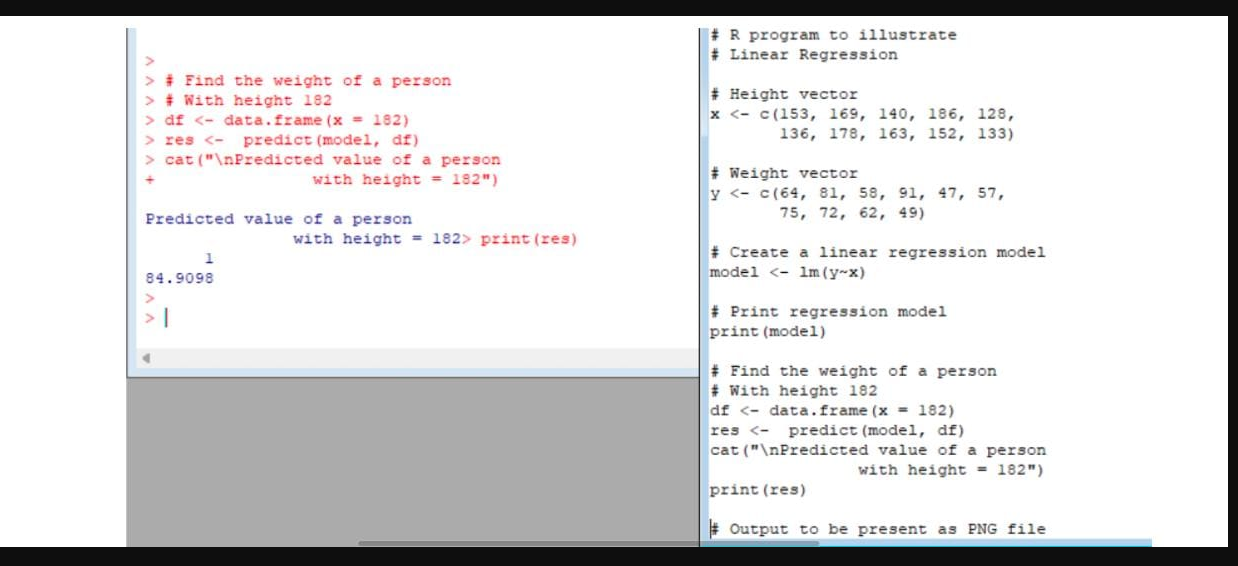 >
> # Find the weight of a person
> # With height 182
> df <- data.frame(x = 182)
> res <-  predict(model, df)
> cat("\nPredicted value of a person
+                with height = 182")

Predicted value of a person
               with height = 182> print(res)
      1
84.9098
>
>
# R program to illustrate
# Linear Regression

# Height vector
x <- c(153, 169, 140, 186, 128,
       136, 178, 163, 152, 133)

# Weight vector
y <- c(64, 81, 58, 91, 47, 57,
       75, 72, 62, 49)

# Create a linear regression model
model <- lm(y~x)

# Print regression model
print(model)

# Find the weight of a person
# With height 182
df <- data.frame(x = 182)
res <-  predict(model, df)
cat("\nPredicted value of a person
               with height = 182")
print(res)

# Output to be present as PNG file